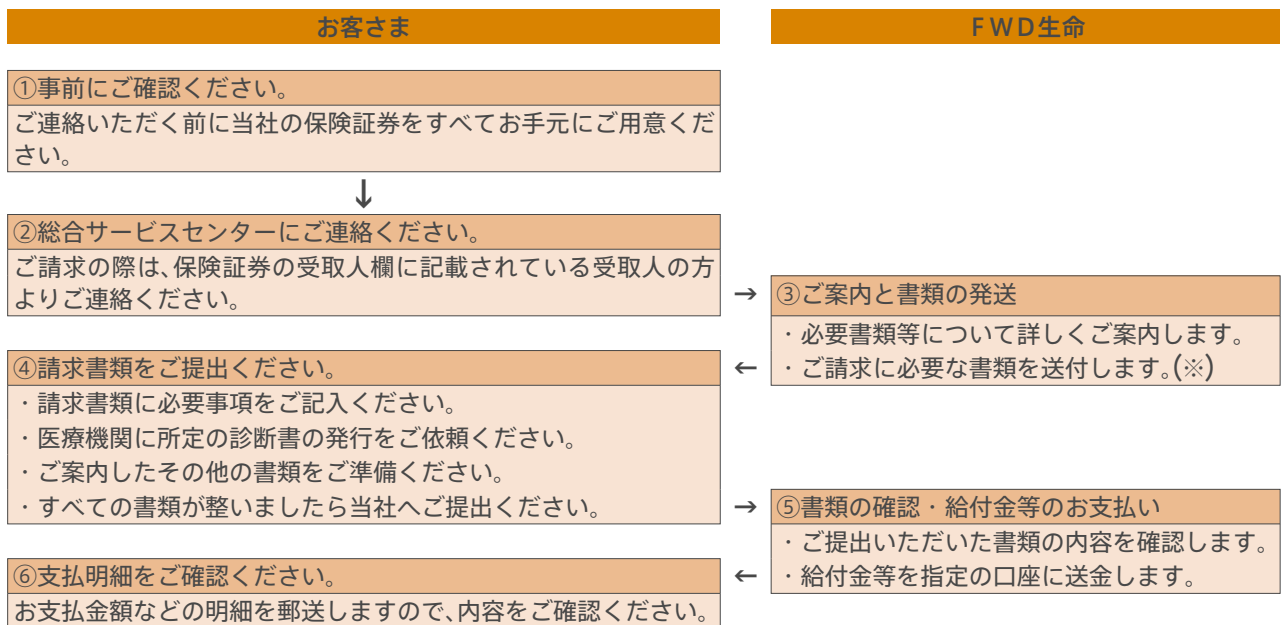 お客さま
FWD生命
①事前にご確認ください。
ご連絡いただく前に当社の保険証券をすべてお手元にご用意くだ
さい。
↓
②総合サービスセンターにご連絡ください。
ご請求の際は、保険証券の受取人欄に記載されている受取人の方
よりご連絡ください。
→
③ご案内と書類の発送
・必要書類等について詳しくご案内します。
・ご請求に必要な書類を送付します。(※)
←
④請求書類をご提出ください。
・請求書類に必要事項をご記入ください。
・医療機関に所定の診断書の発行をご依頼ください。
・ご案内したその他の書類をご準備ください。
・すべての書類が整いましたら当社へご提出ください。
→
⑤書類の確認・給付金等のお支払い
・ご提出いただいた書類の内容を確認します。
・給付金等を指定の口座に送金します。
←
⑥支払明細をご確認ください。
お支払金額などの明細を郵送しますので、内容をご確認ください。